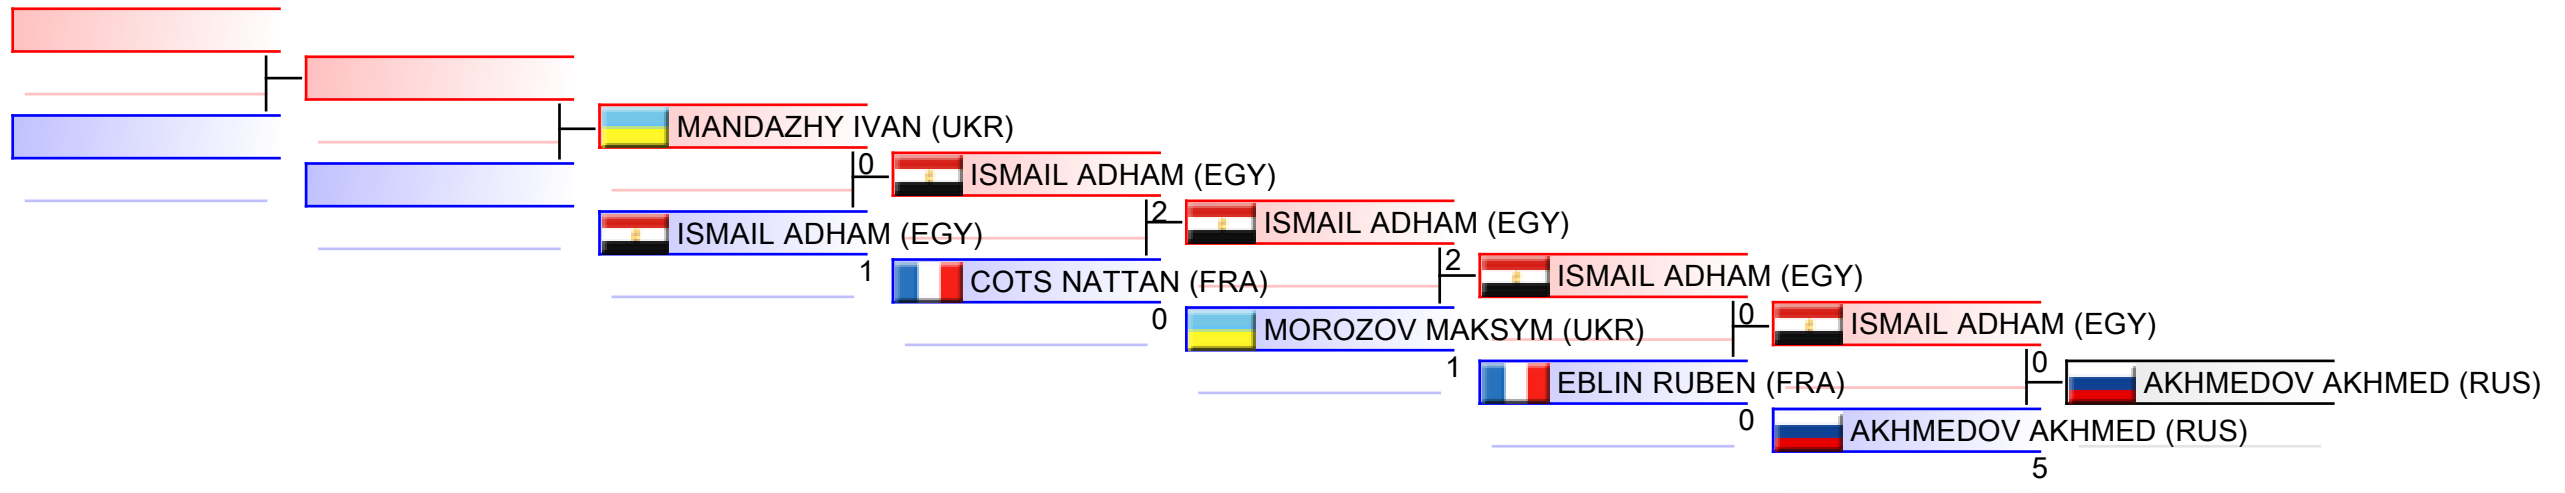 MANDAZHY IVAN (UKR)
0
ISMAIL ADHAM (EGY)
1
ISMAIL ADHAM (EGY)
2
COTS NATTAN (FRA)
0
ISMAIL ADHAM (EGY)
2
MOROZOV MAKSYM (UKR)
1
ISMAIL ADHAM (EGY)
0
EBLIN RUBEN (FRA)
0
ISMAIL ADHAM (EGY)
0
AKHMEDOV AKHMED (RUS)
5
AKHMEDOV AKHMED (RUS)